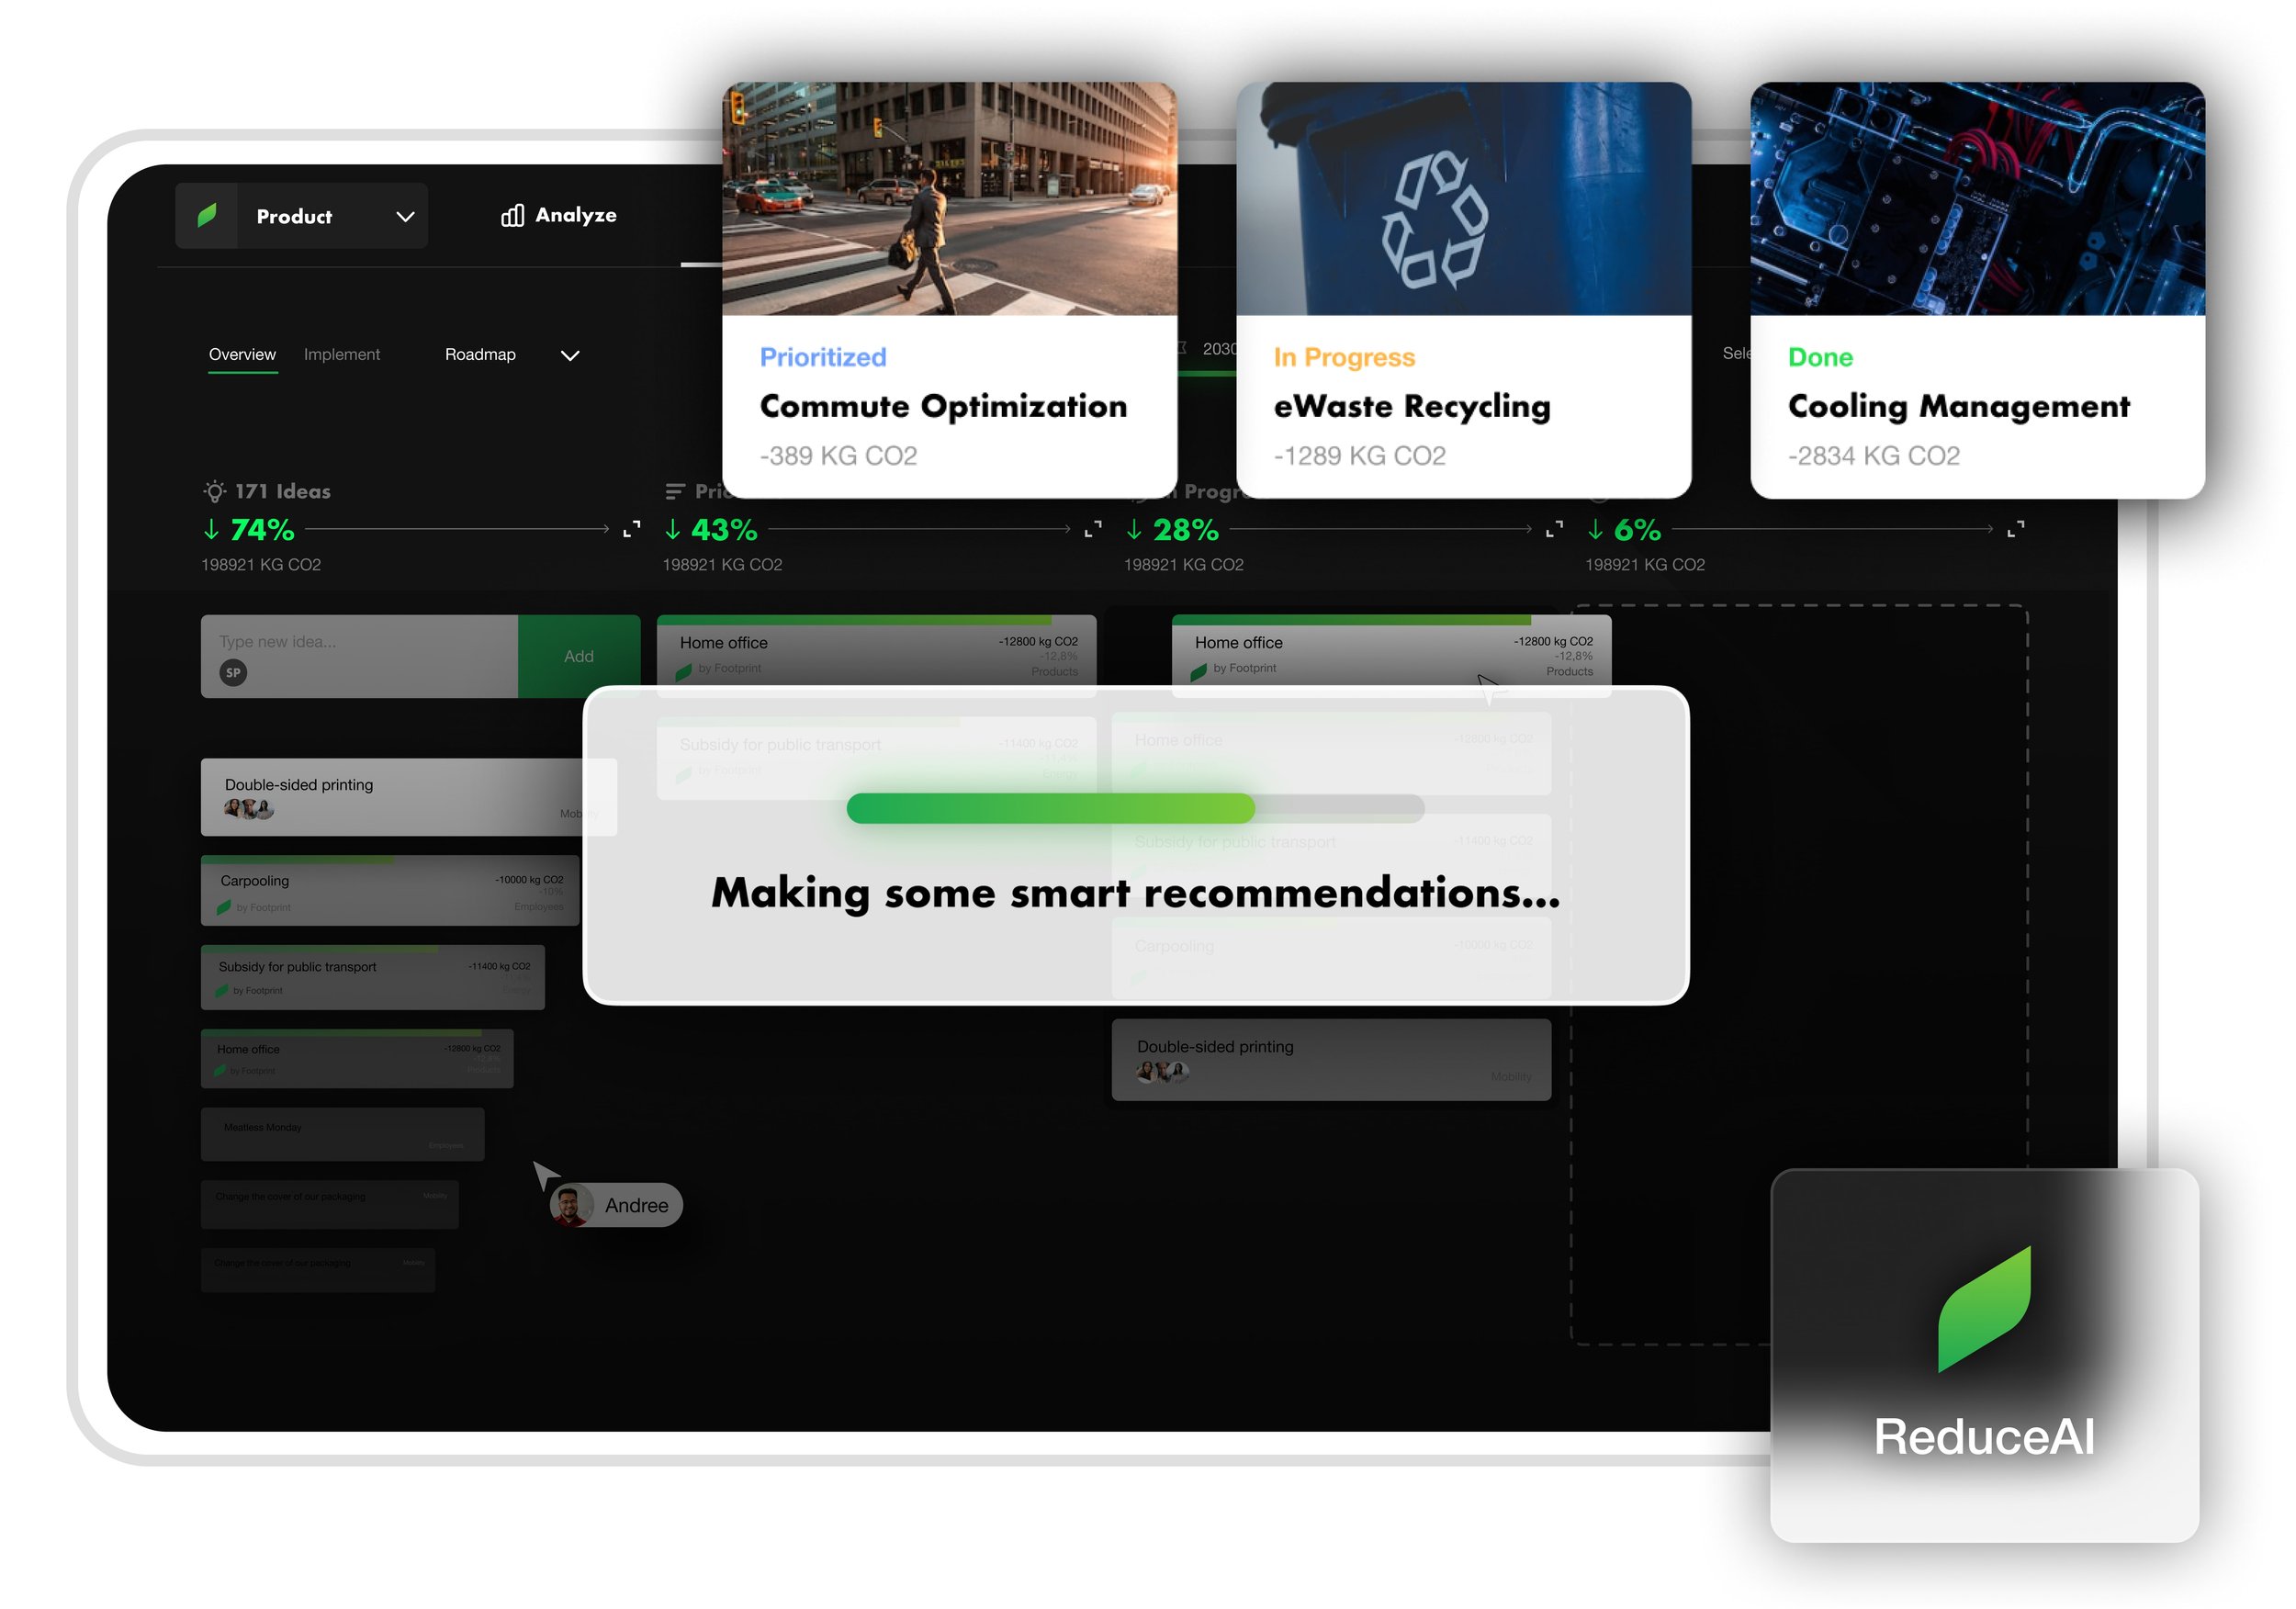 Product
Analyze
Overview
Implement
Roadmap
2030
Prioritized
Commute Optimization
-389 KG CO2
In Progress
eWaste Recycling
-1289 KG CO2
Done
Cooling Management
-2834 KG CO2
171 Ideas
74%
198921 KG CO2
43%
198921 KG CO2
28%
198921 KG CO2
6%
198921 KG CO2
Type new idea...
SP
Add
Home office
-12800 kg CO2
-12,8%
by Footprint
Products
Home office
-12800 kg CO2
-12,8%
by Footprint
Products
Subsidy for public transport
-11400 kg CO2
by Footprint
Home office
-12800 kg CO2
Double-sided printing
Subsidy for public transport
-11400 kg CO2
Making some smart recommendations...
Carpooling
-10000 kg CO2
-10%
by Footprint
Employees
Carpooling
-10000 kg CO2
Subsidy for public transport
-11400 kg CO2
by Footprint
Home office
-12800 kg CO2
by Footprint
Products
Double-sided printing
Mobility
Meatless Monday
Employees
Change the cover of our packaging
Mobility
Andree
Change the cover of our packaging
Mobility
ReduceAI